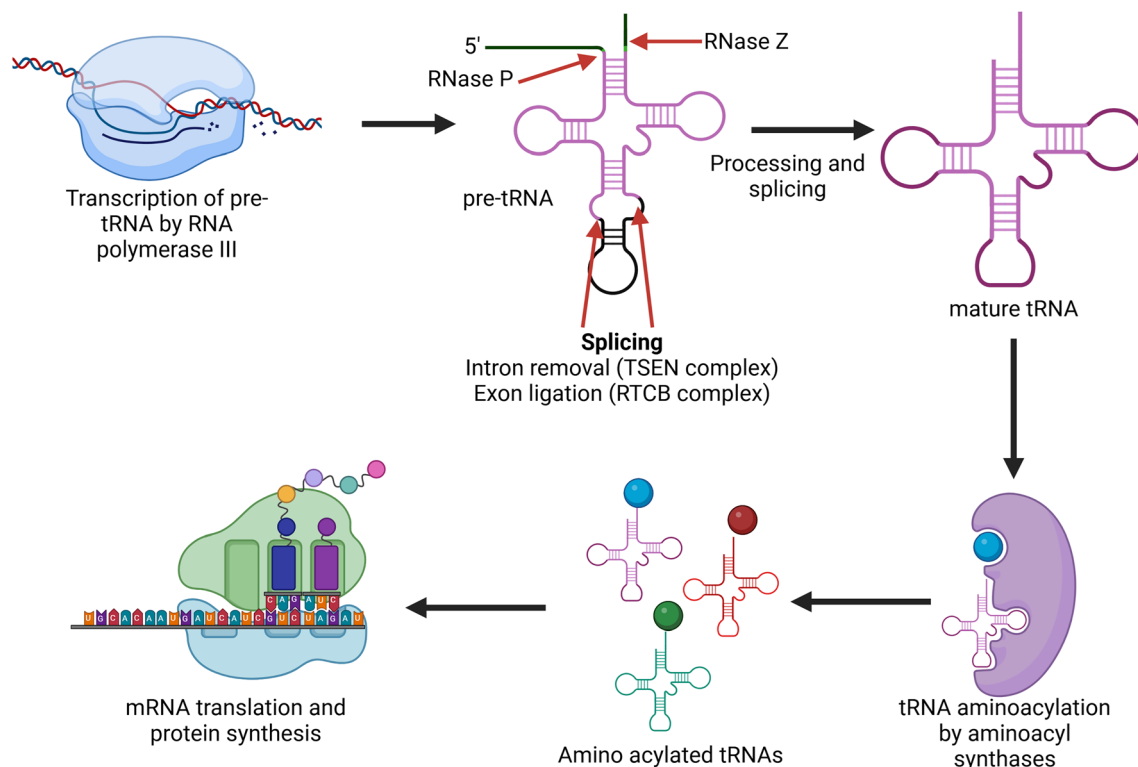 5'
RNase Z
RNase P
Transcription of pre-
tRNA by RNA
polymerase III
pre-tRNA
Processing and
splicing
mature tRNA
Splicing
Intron removal (TSEN complex)
Exon ligation (RTCB complex)
C A G A U C
U G C A C A A U G A U C A U C G U C U A G A U
mRNA translation and
protein synthesis
Amino acylated tRNAs
tRNA aminoacylation
by aminoacyl
synthases